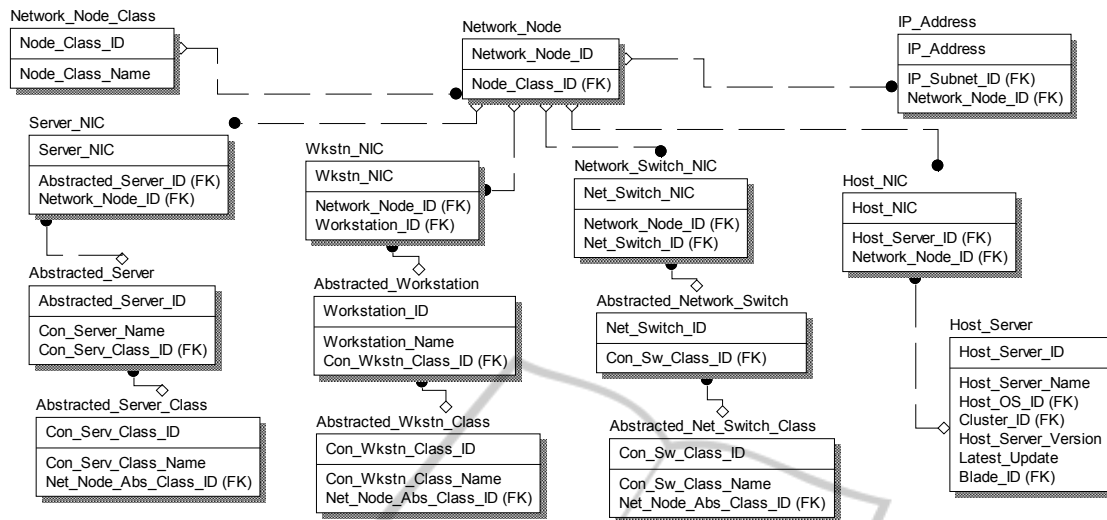 Network_Node_Class
Node_Class_ID
Node_Class_Name
Network_Node
Network_Node_ID
Node_Class_ID (FK)
IP_Address
IP_Address
IP_Subnet_ID (FK)
Network_Node_ID (FK)
Server_NIC
Server_NIC
Abstracted_Server_ID (FK)
Network_Node_ID (FK)
Wkstn_NIC
Wkstn_NIC
Network_Node_ID (FK)
Workstation_ID (FK)
Network_Switch_NIC
Net_Switch_NIC
Network_Node_ID (FK)
Net_Switch_ID (FK)
Host_NIC
Host_NIC
Host_Server_ID (FK)
Network_Node_ID (FK)
Abstracted_Server
Abstracted_Server_ID
Con_Server_Name
Con_Serv_Class_ID (FK)
Abstracted_Workstation
Workstation_ID
Workstation_Name
Con_Wkstn_Class_ID (FK)
Abstracted_Network_Switch
Net_Switch_ID
Con_Sw_Class_ID (FK)
Host_Server
Host_Server_ID
Host_Server_Name
Host_OS_ID (FK)
Cluster_ID (FK)
Host_Server_Version
Latest_Update
Blade_ID (FK)
Abstracted_Server_Class
Con_Serv_Class_ID
Con_Serv_Class_Name
Net_Node_Abs_Class_ID (FK)
Abstracted_Wkstn_Class
Con_Wkstn_Class_ID
Con_Wkstn_Class_Name
Net_Node_Abs_Class_ID (FK)
Abstracted_Net_Switch_Class
Con_Sw_Class_ID
Con_Sw_Class_Name
Net_Node_Abs_Class_ID (FK)